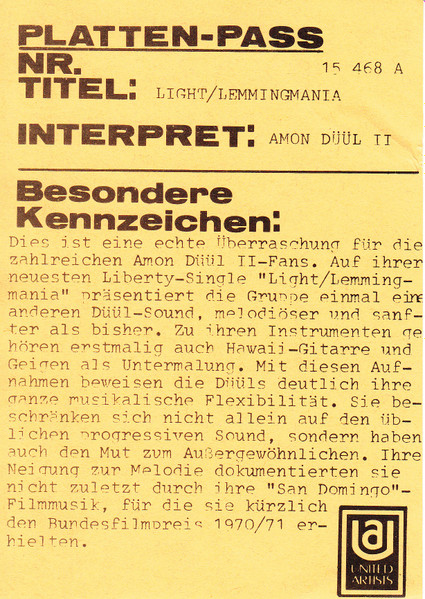 PLATTEN-PASS
NR. 15 468 A
TITEL: LIGHT/LEMMINGMANIA
INTERPRET: AMON DÜÜL II
Besondere
Kennzeichen:
Dies ist eine echte Überraschung für die
zahlreichen Amon Düül II-Fans. Auf ihrer
neuesten Liberty-Single "Light/Lemming-
mania" präsentiert die Gruppe einmal eine
anderen Düül-Sound, melodiöser und sanf-
ter als bisher. Zu ihren Instrumenten ge
hören erstmalig auch Hawaii-Gitarre und
Geigen als Untermalung. Mit diesen Auf-
nahmen beweisen die Düüls deutlich ihre
ganze musikalische Flexibilität. Sie be-
schränken sich nicht allein auf den üb-
lichen progressiven Sound, sondern haben
auch den Mut zum Außergewöhnlichen. Ihre
Neigung zur Melodie dokumentierten sie
nicht zuletzt durch ihre "San Domingo"-
Filmmusik, für die sie kürzlich
den Bundesfilmpreis 1970/71 er-
hielten.
UNITED
ARTISTS